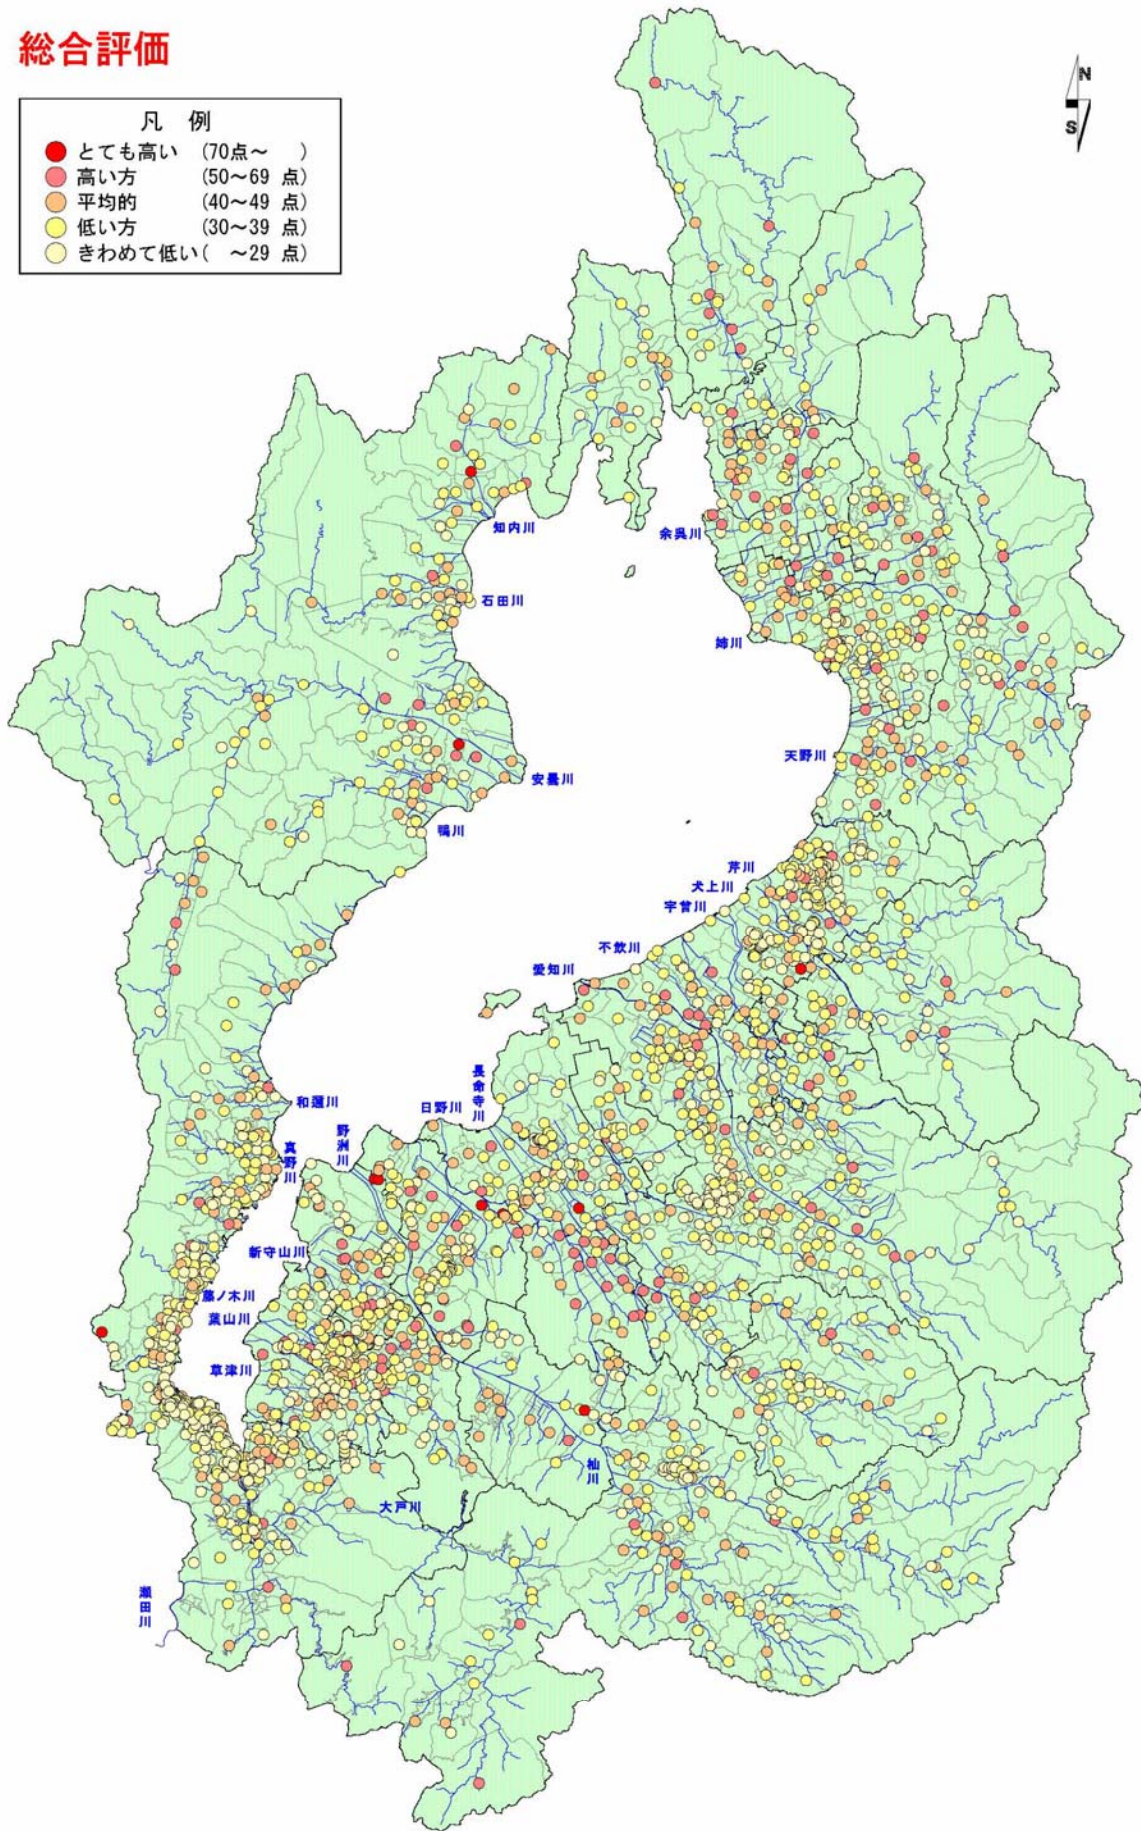 総合評価
N
S
凡 例
とても高い (70点～ )
高い方 (50～69 点)
平均的 (40～49 点)
低い方 (30～39 点)
きわめて低い( ～29 点)
知内川
余呉川
石田川
姉川
天野川
安曇川
鴨川
芹川
犬上川
宇曽川
不飲川
愛知川
長命寺川
日野川
和邇川
野洲川
真野川
新守山川
葉山川
草津川
杣川
大戸川
瀬田川